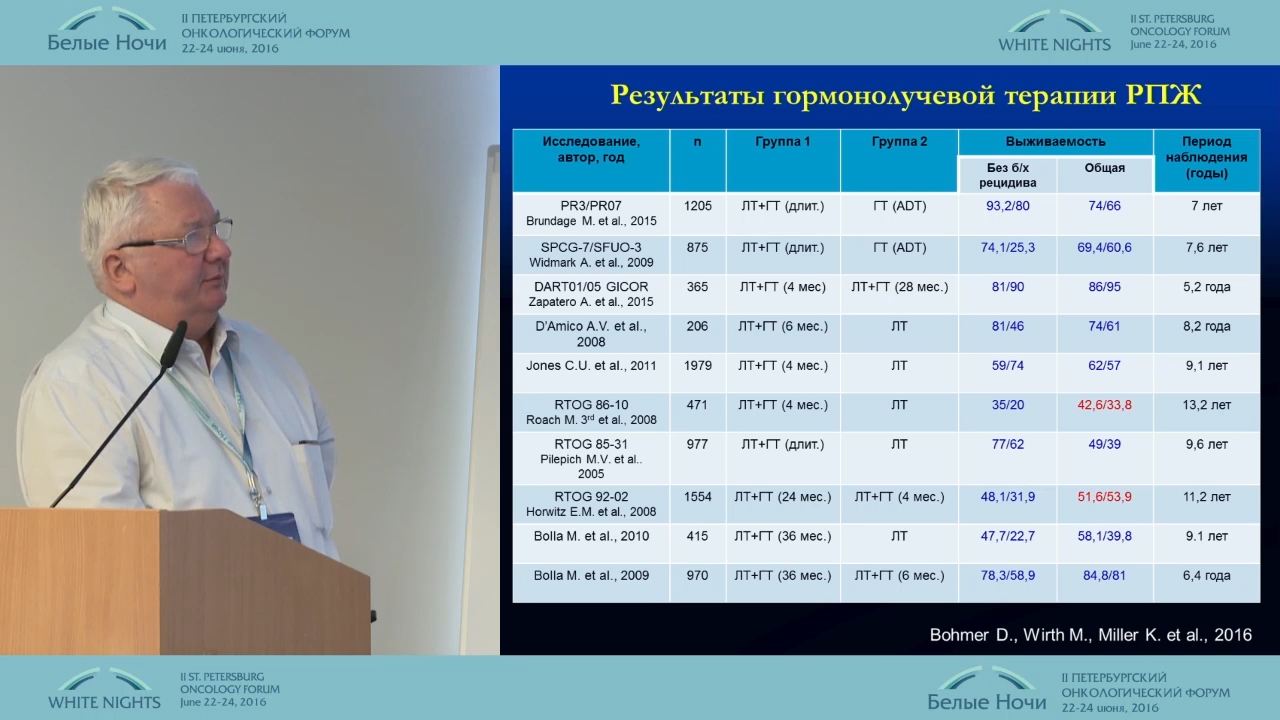 II ПЕТЕРБУРГСКИЙ
Белые Ночи
ОНКОЛОГИЧЕСКИЙ ФОРУМ
22-24 июня, 2016
II ST. PETERSBURG
WHITE NIGHTS
ONCOLOGY FORUM
June 22-24, 2016
Результаты гормонолучевой терапии РПЖ
Исследование, автор, год n Группа 1 Группа 2 Выживаемость Период наблюдения (годы)
Без б/х рецидива Общая
PR3/PR07 1205 ЛТ+ГТ (длит.) ГТ (ADT) 93,2/80 74/66 7 лет
Brundage M. et al., 2015
SPCG-7/SFUO-3 875 ЛТ+ГТ (длит.) ГТ (ADT) 74,1/25,3 69,4/60,6 7,6 лет
Widmark A. et al., 2009
DART01/05 GICOR 365 ЛТ+ГТ (4 мес) ЛТ+ГТ (28 мес.) 81/90 86/95 5,2 года
Zapatero A. et al., 2015
D'Amico A.V. et al., 206 ЛТ+ГТ (6 мес.) ЛТ 81/46 74/61 8,2 года
2008
Jones C.U. et al., 2011 1979 ЛТ+ГТ (4 мес.) ЛТ 59/74 62/57 9,1 лет
RTOG 86-10 471 ЛТ+ГТ (4 мес.) ЛТ 35/20 42,6/33,8 13,2 лет
Roach M. 3rd et al., 2008
RTOG 85-31 977 ЛТ+ГТ (длит.) ЛТ 77/62 49/39 9,6 лет
Pilepich M.V. et al..
2005
RTOG 92-02 1554 ЛТ+ГТ (24 мес.) ЛТ+ГТ (4 мес.) 48,1/31,9 51,6/53,9 11,2 лет
Horwitz E.M. et al., 2008
Bolla M. et al., 2010 415 ЛТ+ГТ (36 мес.) ЛТ 47,7/22,7 58,1/39,8 9.1 лет
Bolla M. et al., 2009 970 ЛТ+ГТ (36 мес.) ЛТ+ГТ (6 мес.) 78,3/58,9 84,8/81 6,4 года
Bohmer D., Wirth M., Miller K. et al., 2016
II ST. PETERSBURG
WHITE NIGHTS
ONCOLOGY FORUM
June 22-24, 2016
II ПЕТЕРБУРГСКИЙ
Белые Ночи
ОНКОЛОГИЧЕСКИЙ ФОРУМ
22-24 июня, 2016